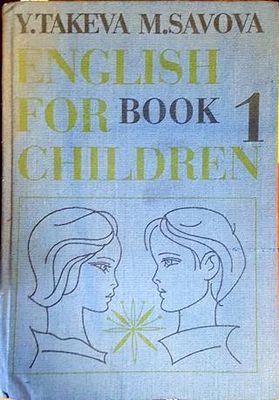 Y.TAKEVA M.SAVOVA
ENGLISH
FOR BOOK 1
CHILDREN